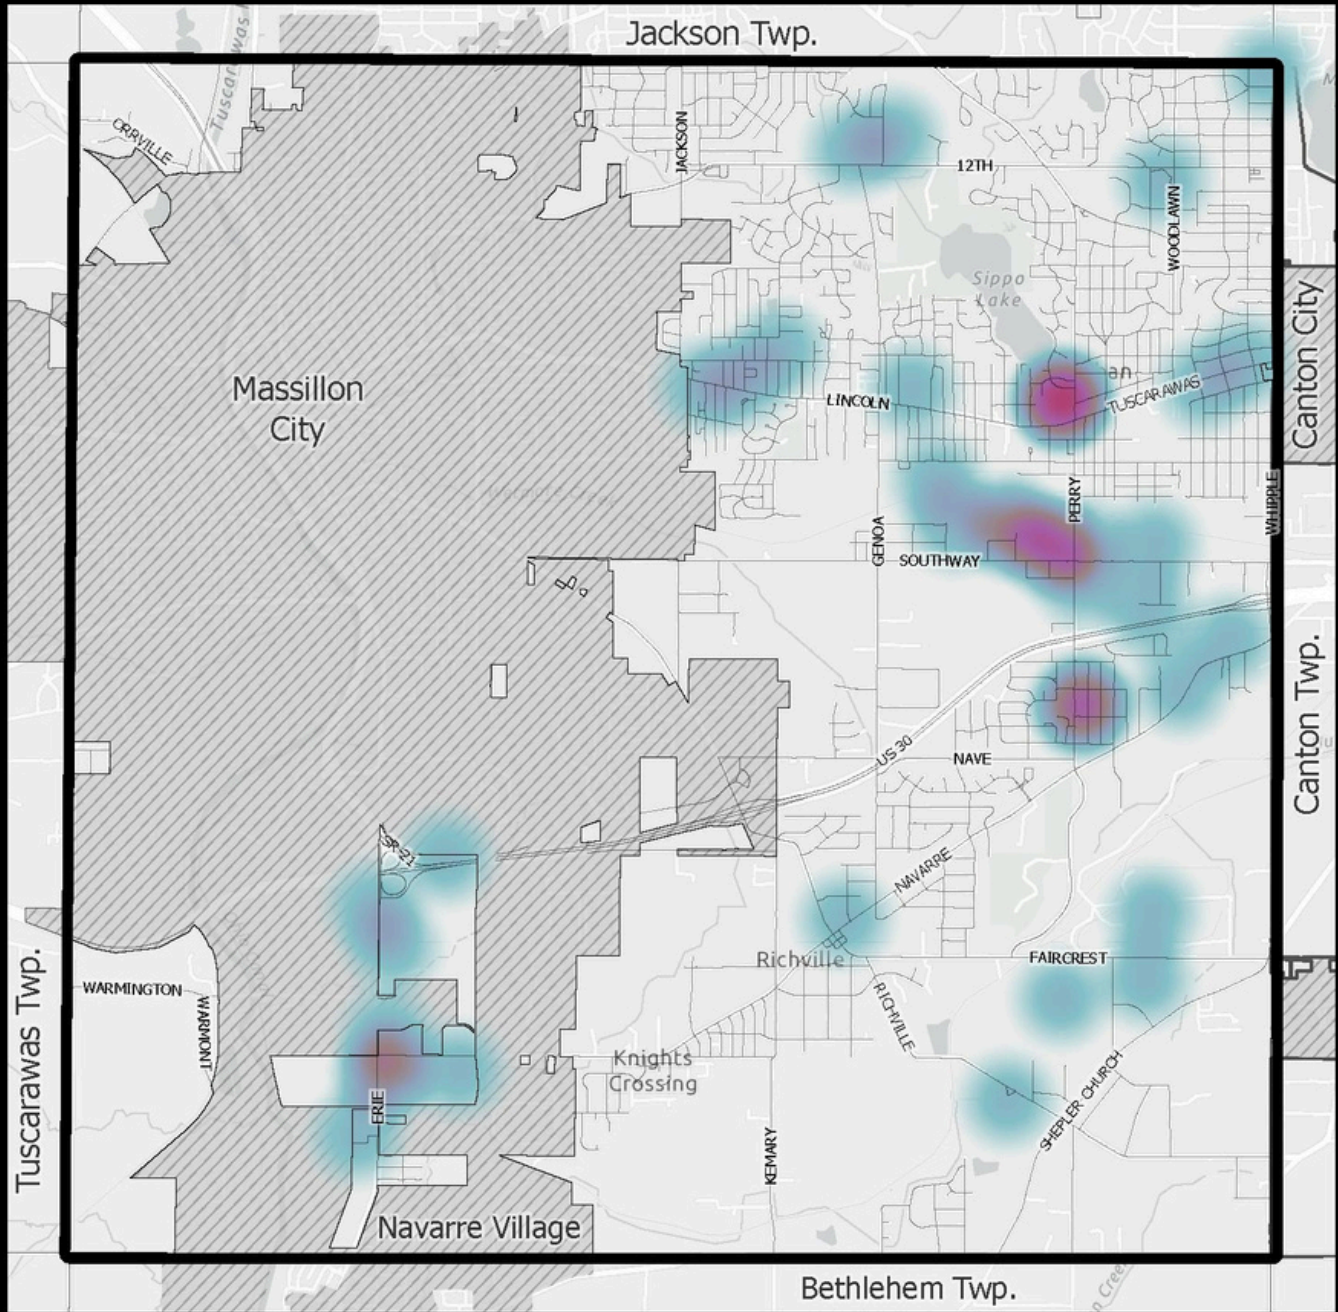 Jackson Twp.
Tuscarawas
ORRVILLE
JACKSON
12TH
WOODLAWN
Sippo
Lake
Canton City
Massillon
City
LINCOLN
an
TUSCARAWAS
PERRY
WHIPPLE
GENOA
SOUTHWAY
Canton Twp.
US 30
NAVE
SR-21
NAVARRE
Richville
FAIRCREST
Tuscarawas Twp.
WARMINGTON
WARMONT
RICHVILLE
Knights
Crossing
ERIE
SHEPLER CHURCH
KEMARY
Navarre Village
Bethlehem Twp.